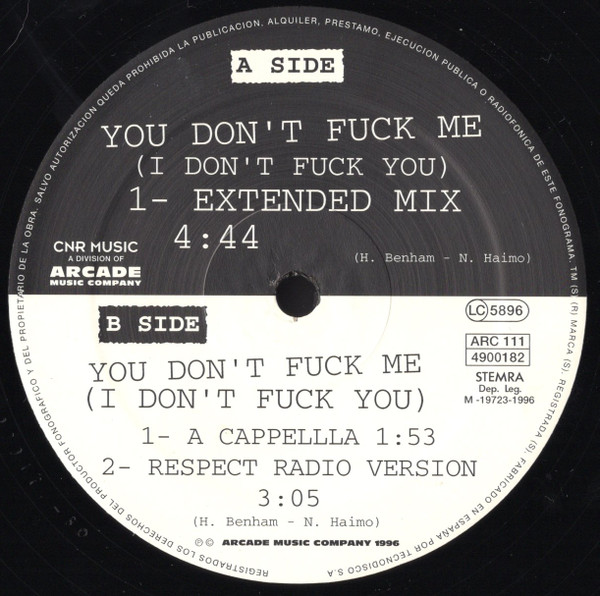 A SIDE
YOU DON'T FUCK ME
(I DON'T FUCK YOU)
1- EXTENDED MIX
4:44
(H. Benham - N. Haimo)
CNR MUSIC
A DIVISION OF
ARCADE
MUSIC COMPANY
B SIDE
YOU DON'T FUCK ME
(I DON'T FUCK YOU)
1- A CAPPELLLA 1:53
2- RESPECT RADIO VERSION
3:05
(H. Benham - N. Haimo)
LC 5896
ARC 111
4900182
STEMRA
Dep. Leg.
M -19723-1996
℗© ARCADE MUSIC COMPANY 1996
RESERVADOS LOS DERECHOS DEL PRODUCTOR FONOGRAFICO Y DEL PROPIETARIO DE LA OBRA. SALVO AUTORIZACION QUEDA PROHIBIDA LA PUBLICACION, ALQUILER, PRESTAMO, EJECUCION PUBLICA O RADIOFONICA DE ESTE FONOGRAMA. TM (S) (R) MARCA (S). REGISTRADA (S). FABRICADO EN ESPAÑA POR TECNODISCO S.A